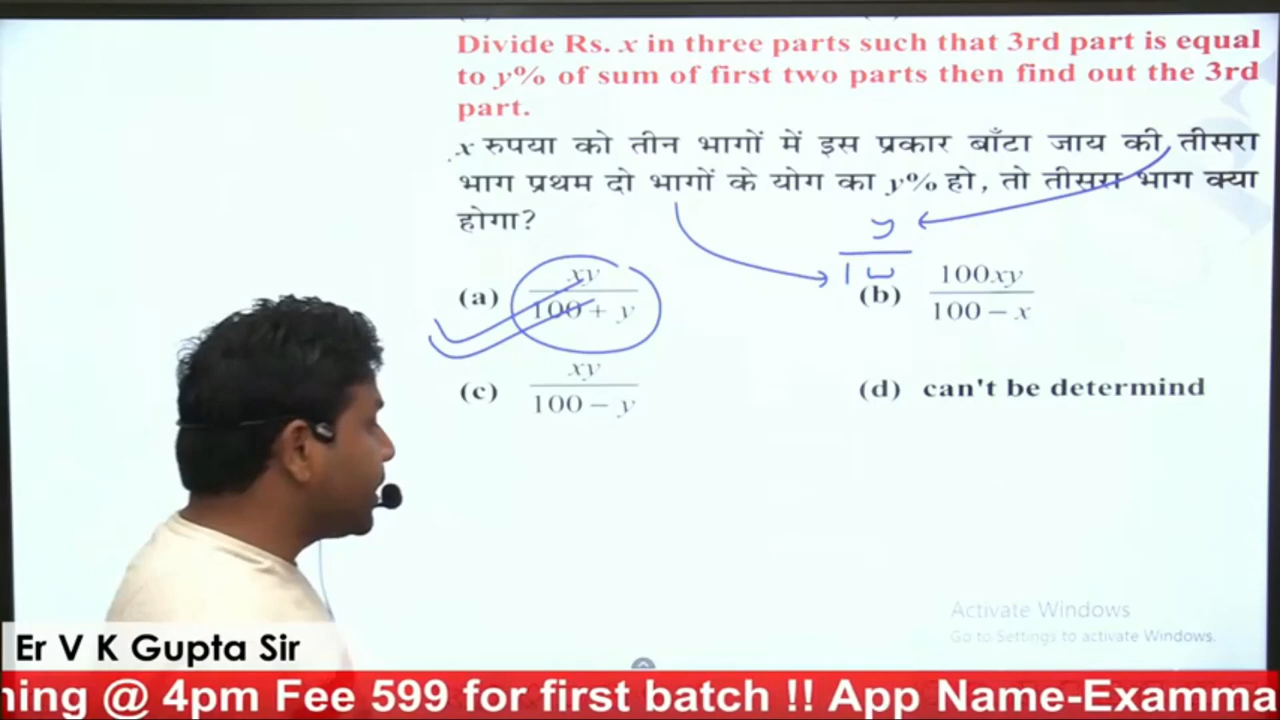 Divide Rs. x in three parts such that 3rd part is equal
to y% of sum of first two parts then find out the 3rd
part.
x रुपया को तीन भागों में इस प्रकार बाँटा जाय की तीसरा
भाग प्रथम दो भागों के योग का y% हो, तो तीसरा भाग क्या
होगा?
y
100
(a) xy
100 + y
(b) 100xy
100 – x
(c) xy
100 – y
(d) can't be determind
Activate Windows
Go to Settings to activate Windows.
Er V K Gupta Sir
ning @ 4pm Fee 599 for first batch !! App Name-Examma